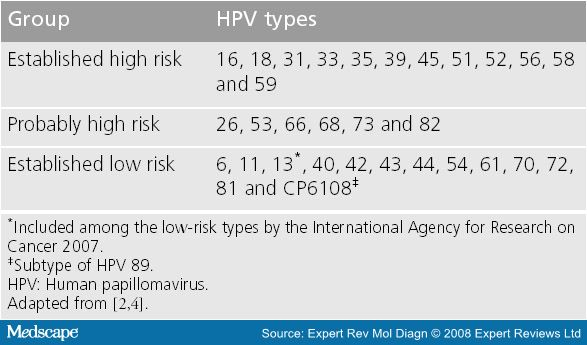 Group HPV types
Established high risk 16, 18, 31, 33, 35, 39, 45, 51, 52, 56, 58
and 59
Probably high risk 26, 53, 66, 68, 73 and 82
Established low risk 6, 11, 13*, 40, 42, 43, 44, 54, 61, 70, 72,
81 and CP6108‡
*Included among the low-risk types by the International Agency for Research on
Cancer 2007.
‡Subtype of HPV 89.
HPV: Human papillomavirus.
Adapted from [2,4].
Medscape Source: Expert Rev Mol Diagn © 2008 Expert Reviews Ltd